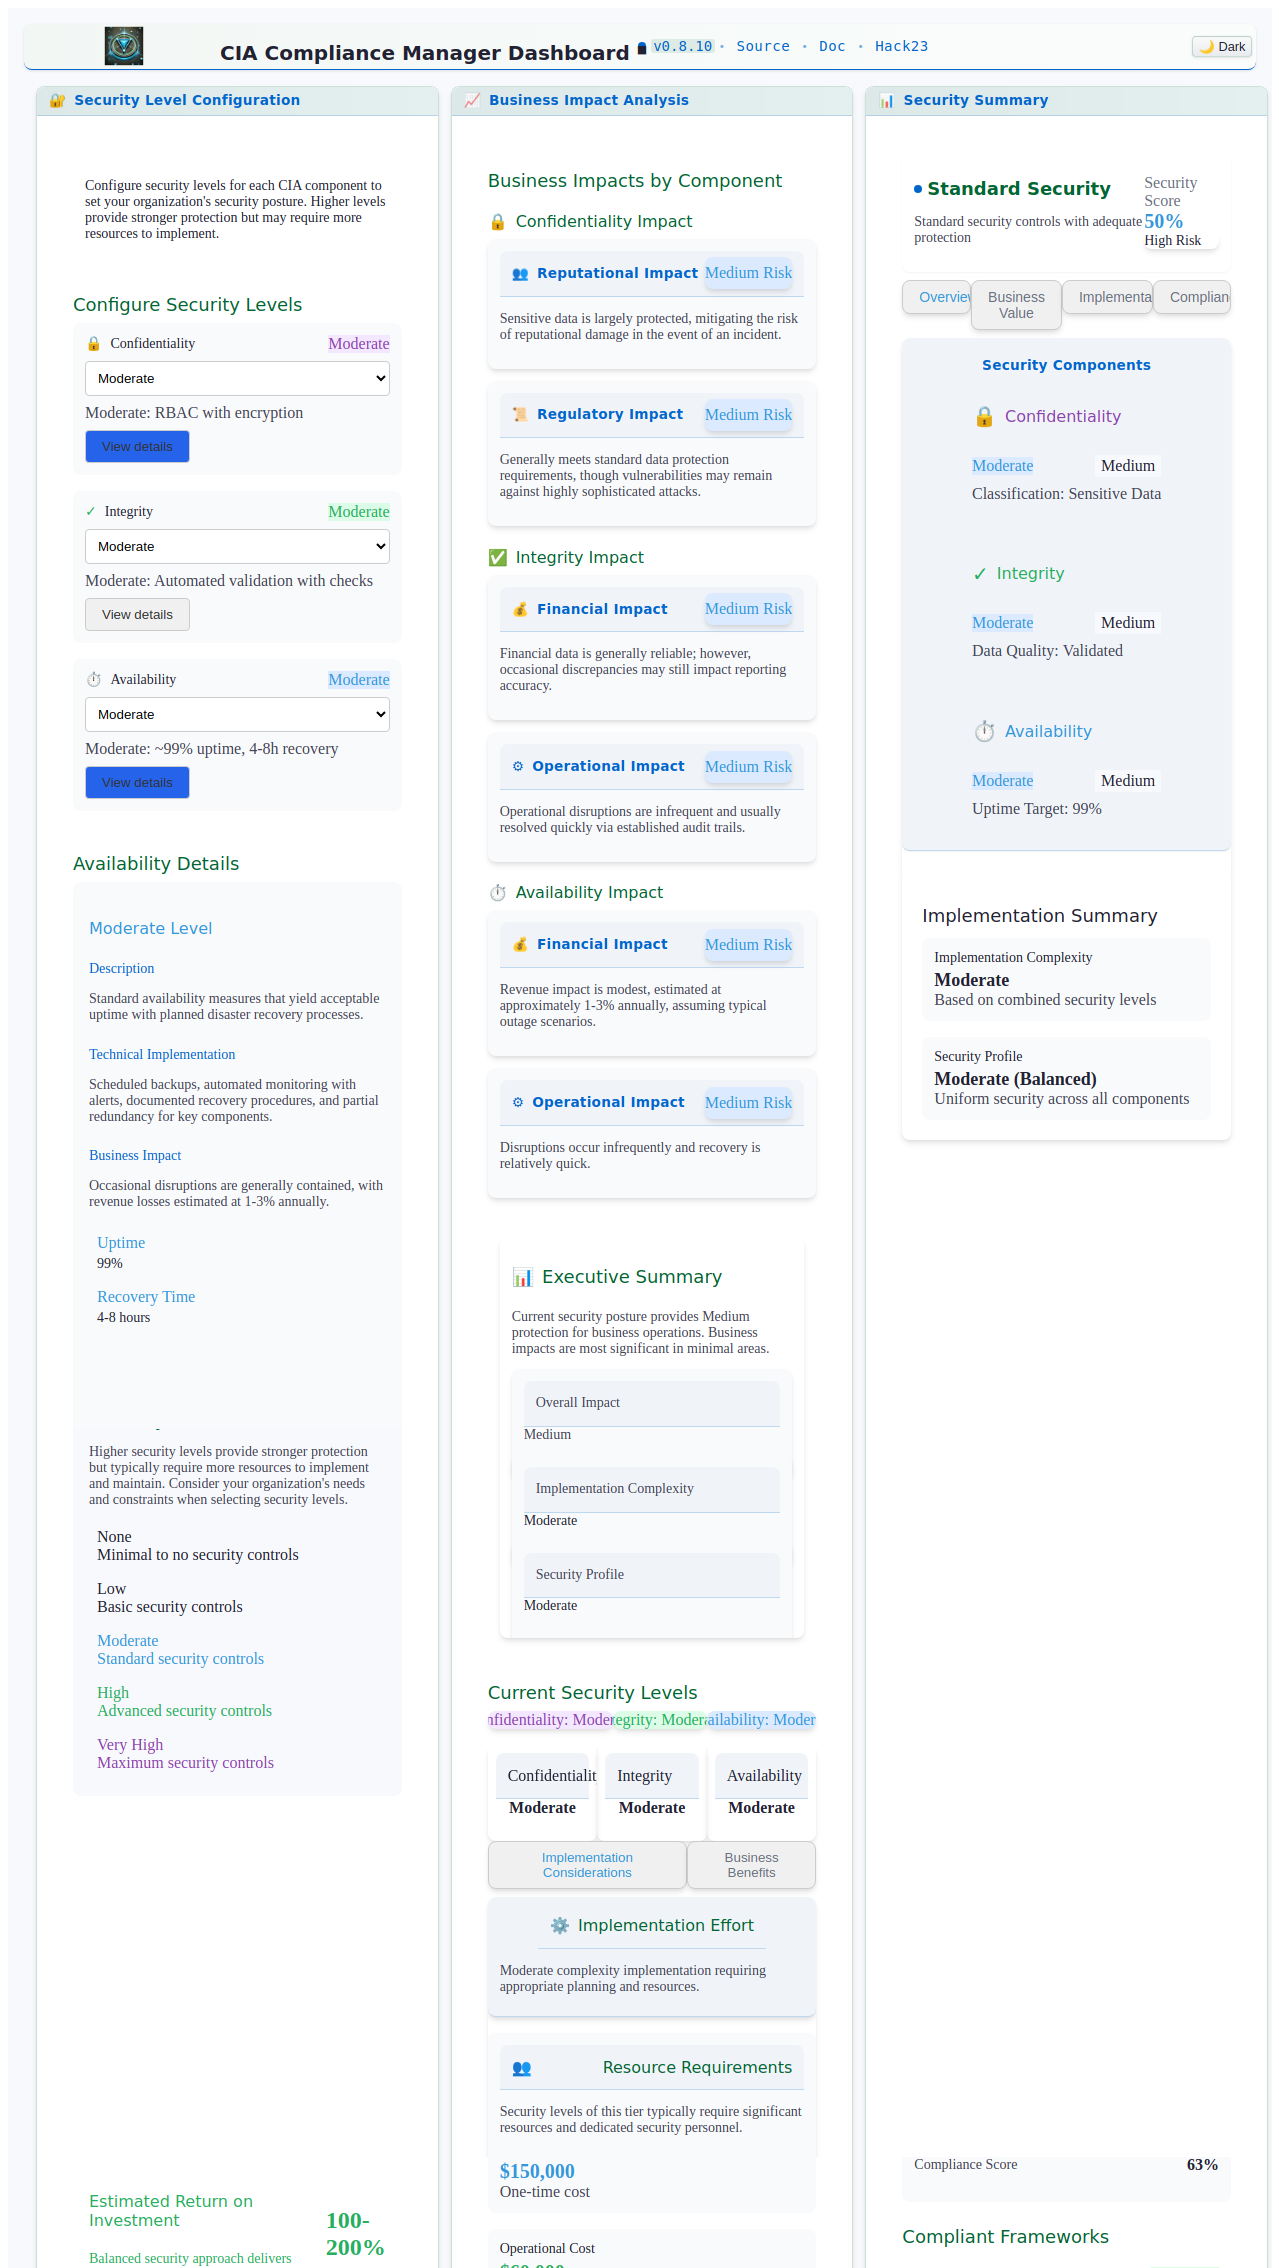 CIA Compliance Manager Dashboard
v0.8.10 • Source • Doc • Hack23
🌙 Dark
🔐 Security Level Configuration
Configure security levels for each CIA component to
set your organization's security posture. Higher levels
provide stronger protection but may require more
resources to implement.
Configure Security Levels
🔒 Confidentiality Moderate
Moderate
Moderate: RBAC with encryption
View details
✓ Integrity Moderate
Moderate
Moderate: Automated validation with checks
View details
⏱️ Availability Moderate
Moderate
Moderate: ~99% uptime, 4-8h recovery
View details
Availability Details
Moderate Level
Description
Standard availability measures that yield acceptable
uptime with planned disaster recovery processes.
Technical Implementation
Scheduled backups, automated monitoring with
alerts, documented recovery procedures, and partial
redundancy for key components.
Business Impact
Occasional disruptions are generally contained, with
revenue losses estimated at 1-3% annually.
Uptime
99%
Recovery Time
4-8 hours
Higher security levels provide stronger protection
but typically require more resources to implement
and maintain. Consider your organization's needs
and constraints when selecting security levels.
None
Minimal to no security controls
Low
Basic security controls
Moderate
Standard security controls
High
Advanced security controls
Very High
Maximum security controls
Estimated Return on
Investment
100-
200%
Balanced security approach delivers
📈 Business Impact Analysis
Business Impacts by Component
🔒 Confidentiality Impact
👥 Reputational Impact Medium Risk
Sensitive data is largely protected, mitigating the risk
of reputational damage in the event of an incident.
📜 Regulatory Impact Medium Risk
Generally meets standard data protection
requirements, though vulnerabilities may remain
against highly sophisticated attacks.
✅ Integrity Impact
💰 Financial Impact Medium Risk
Financial data is generally reliable; however,
occasional discrepancies may still impact reporting
accuracy.
⚙ Operational Impact Medium Risk
Operational disruptions are infrequent and usually
resolved quickly via established audit trails.
⏱️ Availability Impact
💰 Financial Impact Medium Risk
Revenue impact is modest, estimated at
approximately 1-3% annually, assuming typical
outage scenarios.
⚙ Operational Impact Medium Risk
Disruptions occur infrequently and recovery is
relatively quick.
📊 Executive Summary
Current security posture provides Medium
protection for business operations. Business
impacts are most significant in minimal areas.
Overall Impact
Medium
Implementation Complexity
Moderate
Security Profile
Moderate
Current Security Levels
nfidentiality: Moder tegrity: Modera ailability: Moder
Confidentialit Integrity Availability
Moderate Moderate Moderate
Implementation
Considerations
Business
Benefits
⚙️ Implementation Effort
Moderate complexity implementation requiring
appropriate planning and resources.
👥 Resource Requirements
Security levels of this tier typically require significant
resources and dedicated security personnel.
$150,000
One-time cost
Operational Cost
📊 Security Summary
Standard Security
Standard security controls with adequate
protection
Security
Score
50%
High Risk
Overview
Business
Value
Implementa
Complian
Security Components
🔒 Confidentiality
Moderate Medium
Classification: Sensitive Data
✓ Integrity
Moderate Medium
Data Quality: Validated
⏱️ Availability
Moderate Medium
Uptime Target: 99%
Implementation Summary
Implementation Complexity
Moderate
Based on combined security levels
Security Profile
Moderate (Balanced)
Uniform security across all components
Compliance Score 63%
Compliant Frameworks